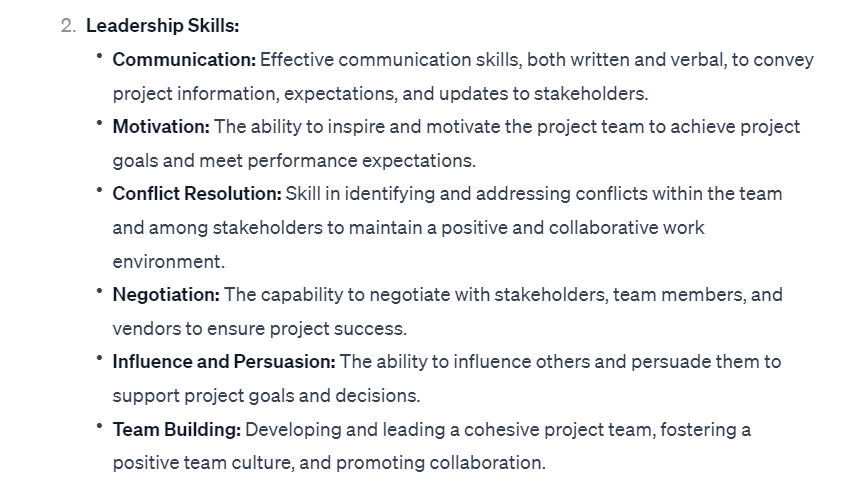 2. Leadership Skills:
• Communication: Effective communication skills, both written and verbal, to convey
project information, expectations, and updates to stakeholders.
• Motivation: The ability to inspire and motivate the project team to achieve project
goals and meet performance expectations.
• Conflict Resolution: Skill in identifying and addressing conflicts within the team
and among stakeholders to maintain a positive and collaborative work
environment.
• Negotiation: The capability to negotiate with stakeholders, team members, and
vendors to ensure project success.
• Influence and Persuasion: The ability to influence others and persuade them to
support project goals and decisions.
• Team Building: Developing and leading a cohesive project team, fostering a
positive team culture, and promoting collaboration.